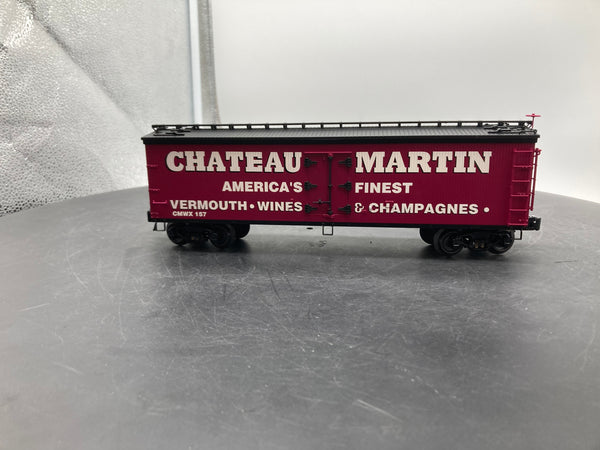 CHATEAU MARTIN
AMERICA'S FINEST
VERMOUTH • WINES & CHAMPAGNES •
CMWX 157